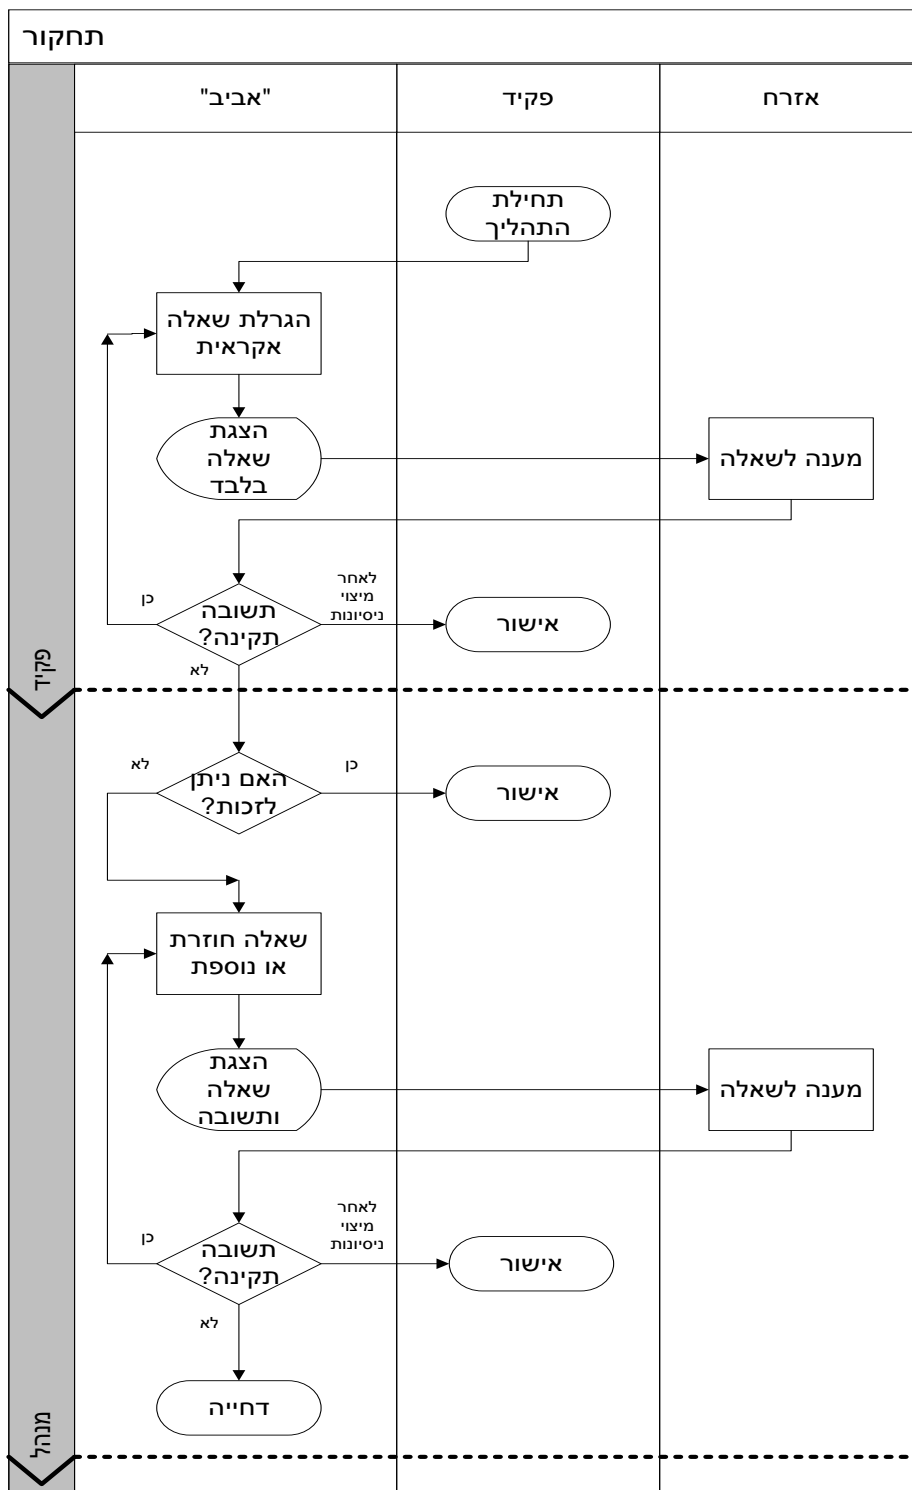 תחקור
אזרח
פקיד
"אביב"
תחילת
התהליך
הגרלת שאלה
אקראית
הצגת
שאלה
בלבד
מענה לשאלה
תשובה
תקינה?
כן
לאחר
מיצוי
ניסיונות
אישור
לא
פקיד
האם ניתן
לזכות?
לא
כן
אישור
שאלה חוזרת
או נוספת
הצגת
שאלה
ותשובה
מענה לשאלה
תשובה
תקינה?
כן
לאחר
מיצוי
ניסיונות
אישור
לא
דחייה
מנהל